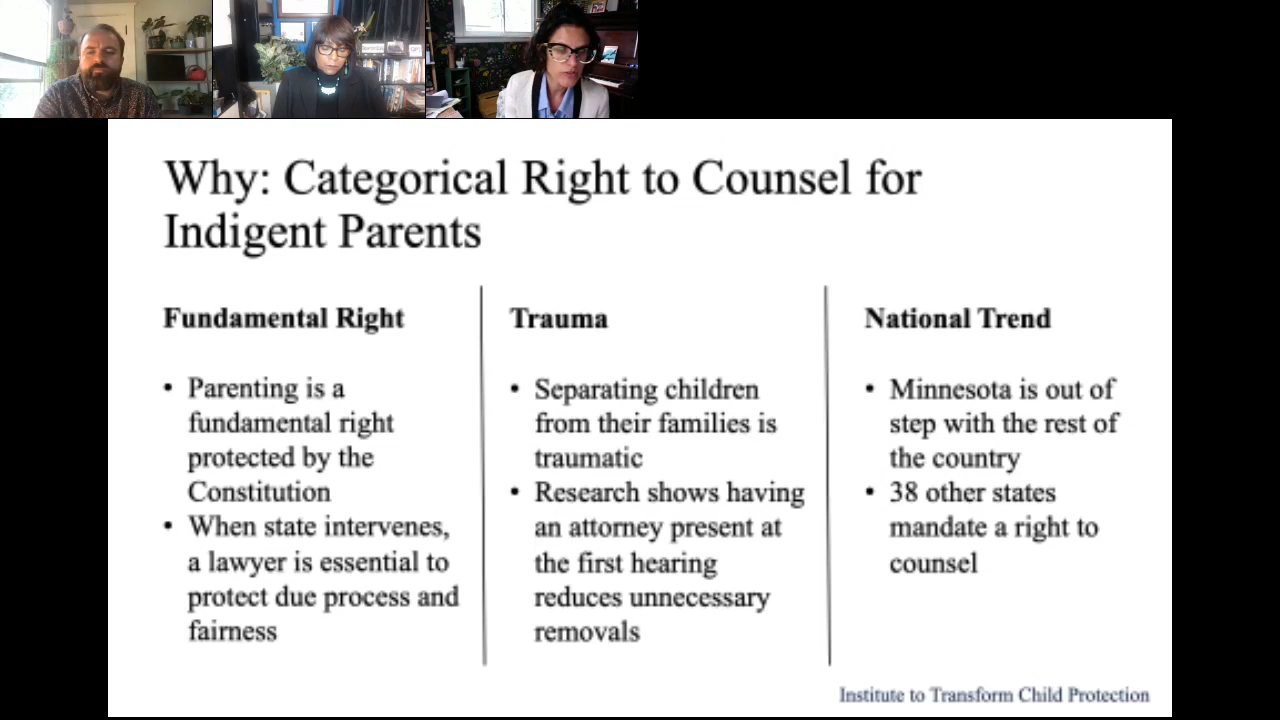 Why: Categorical Right to Counsel for
Indigent Parents
Fundamental Right
• Parenting is a
fundamental right
protected by the
Constitution
• When state intervenes,
a lawyer is essential to
protect due process and
fairness
Trauma
• Separating children
from their families is
traumatic
• Research shows having
an attorney present at
the first hearing
reduces unnecessary
removals
National Trend
• Minnesota is out of
step with the rest of
the country
• 38 other states
mandate a right to
counsel
Institute to Transform Child Protection